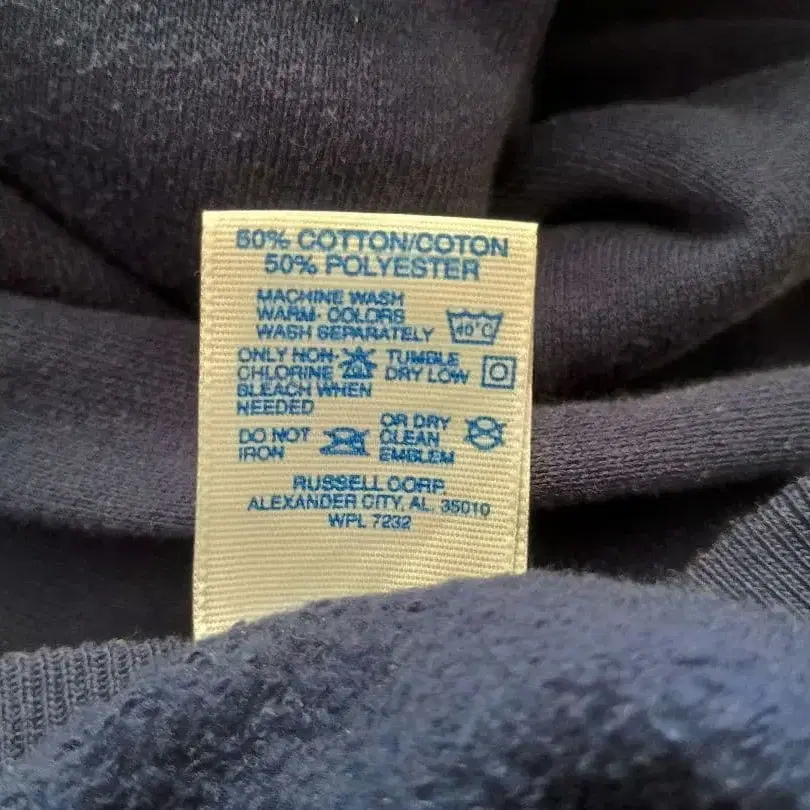 50% COTTON/COTON
50% POLYESTER
MACHINE WASH
WARM- COLORS
WASH SEPARATELY
40°C
ONLY NON-
CHLORINE
BLEACH WHEN
NEEDED
TUMBLE
DRY LOW
DO NOT
IRON
OR DRY
CLEAN
EMBLEM
RUSSELL CORP.
ALEXANDER CITY, AL. 35010
WPL 7232